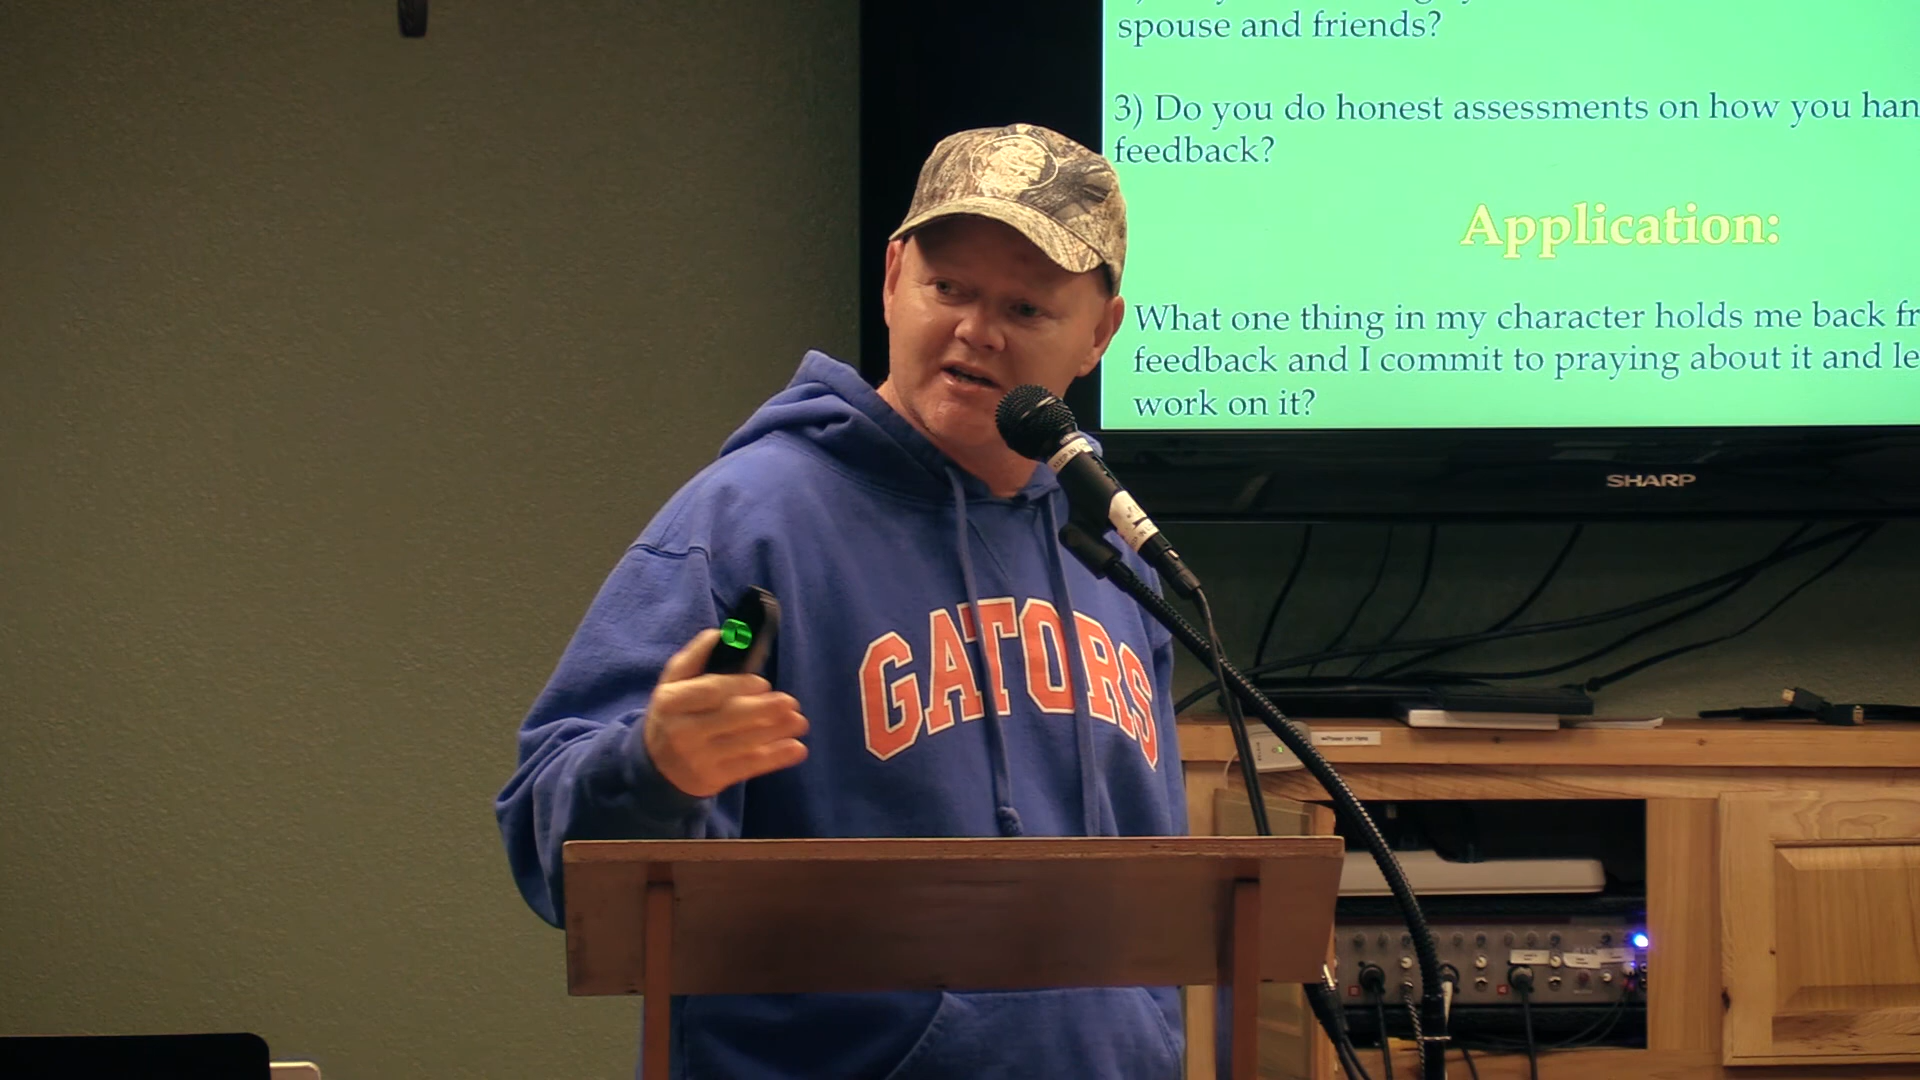 spouse and friends?
3) Do you do honest assessments on how you han
feedback?
Application:
What one thing in my character holds me back fr
feedback and I commit to praying about it and le
work on it?
SHARP
GATORS